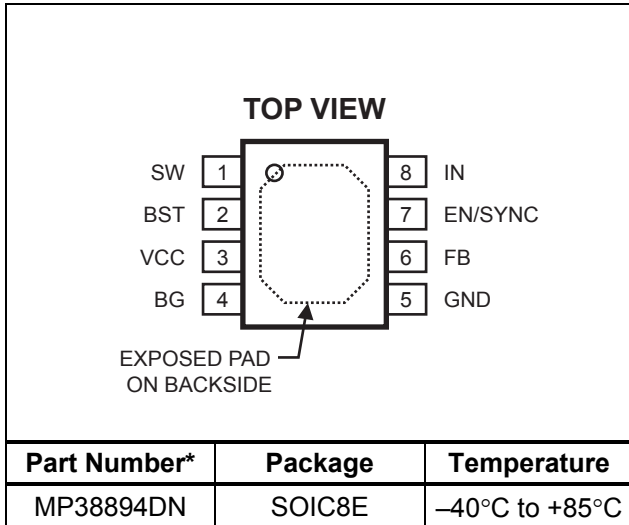 TOP VIEW
SW 1 8 IN
BST 2 7 EN/SYNC
VCC 3 6 FB
BG 4 5 GND
EXPOSED PAD
ON BACKSIDE
Part Number* Package Temperature
MP38894DN SOIC8E –40°C to +85°C